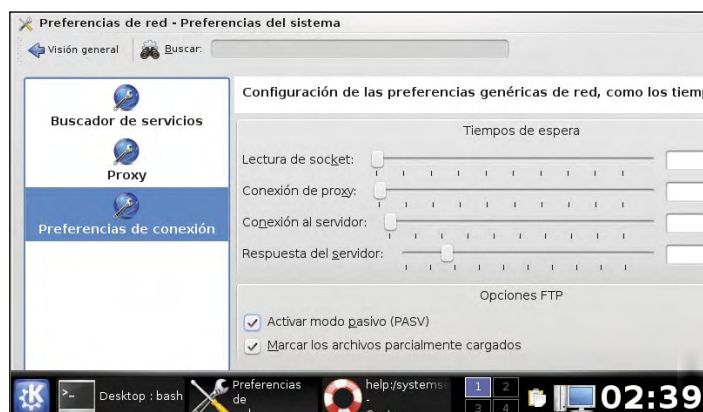 Preferencias de red - Preferencias del sistema
Visión general
Buscar:
Configuración de las preferencias genéricas de red, como los tiem
Buscador de servicios
Proxy
Preferencias de conexión
Tiempos de espera
Lectura de socket:
Conexión de proxy:
Conexión al servidor:
Respuesta del servidor:
Opciones FTP
Activar modo pasivo (PASV)
Marcar los archivos parcialmente cargados
Desktop : bash
Preferencias
de
help:/systemse
-
1 2
3 4
02:39